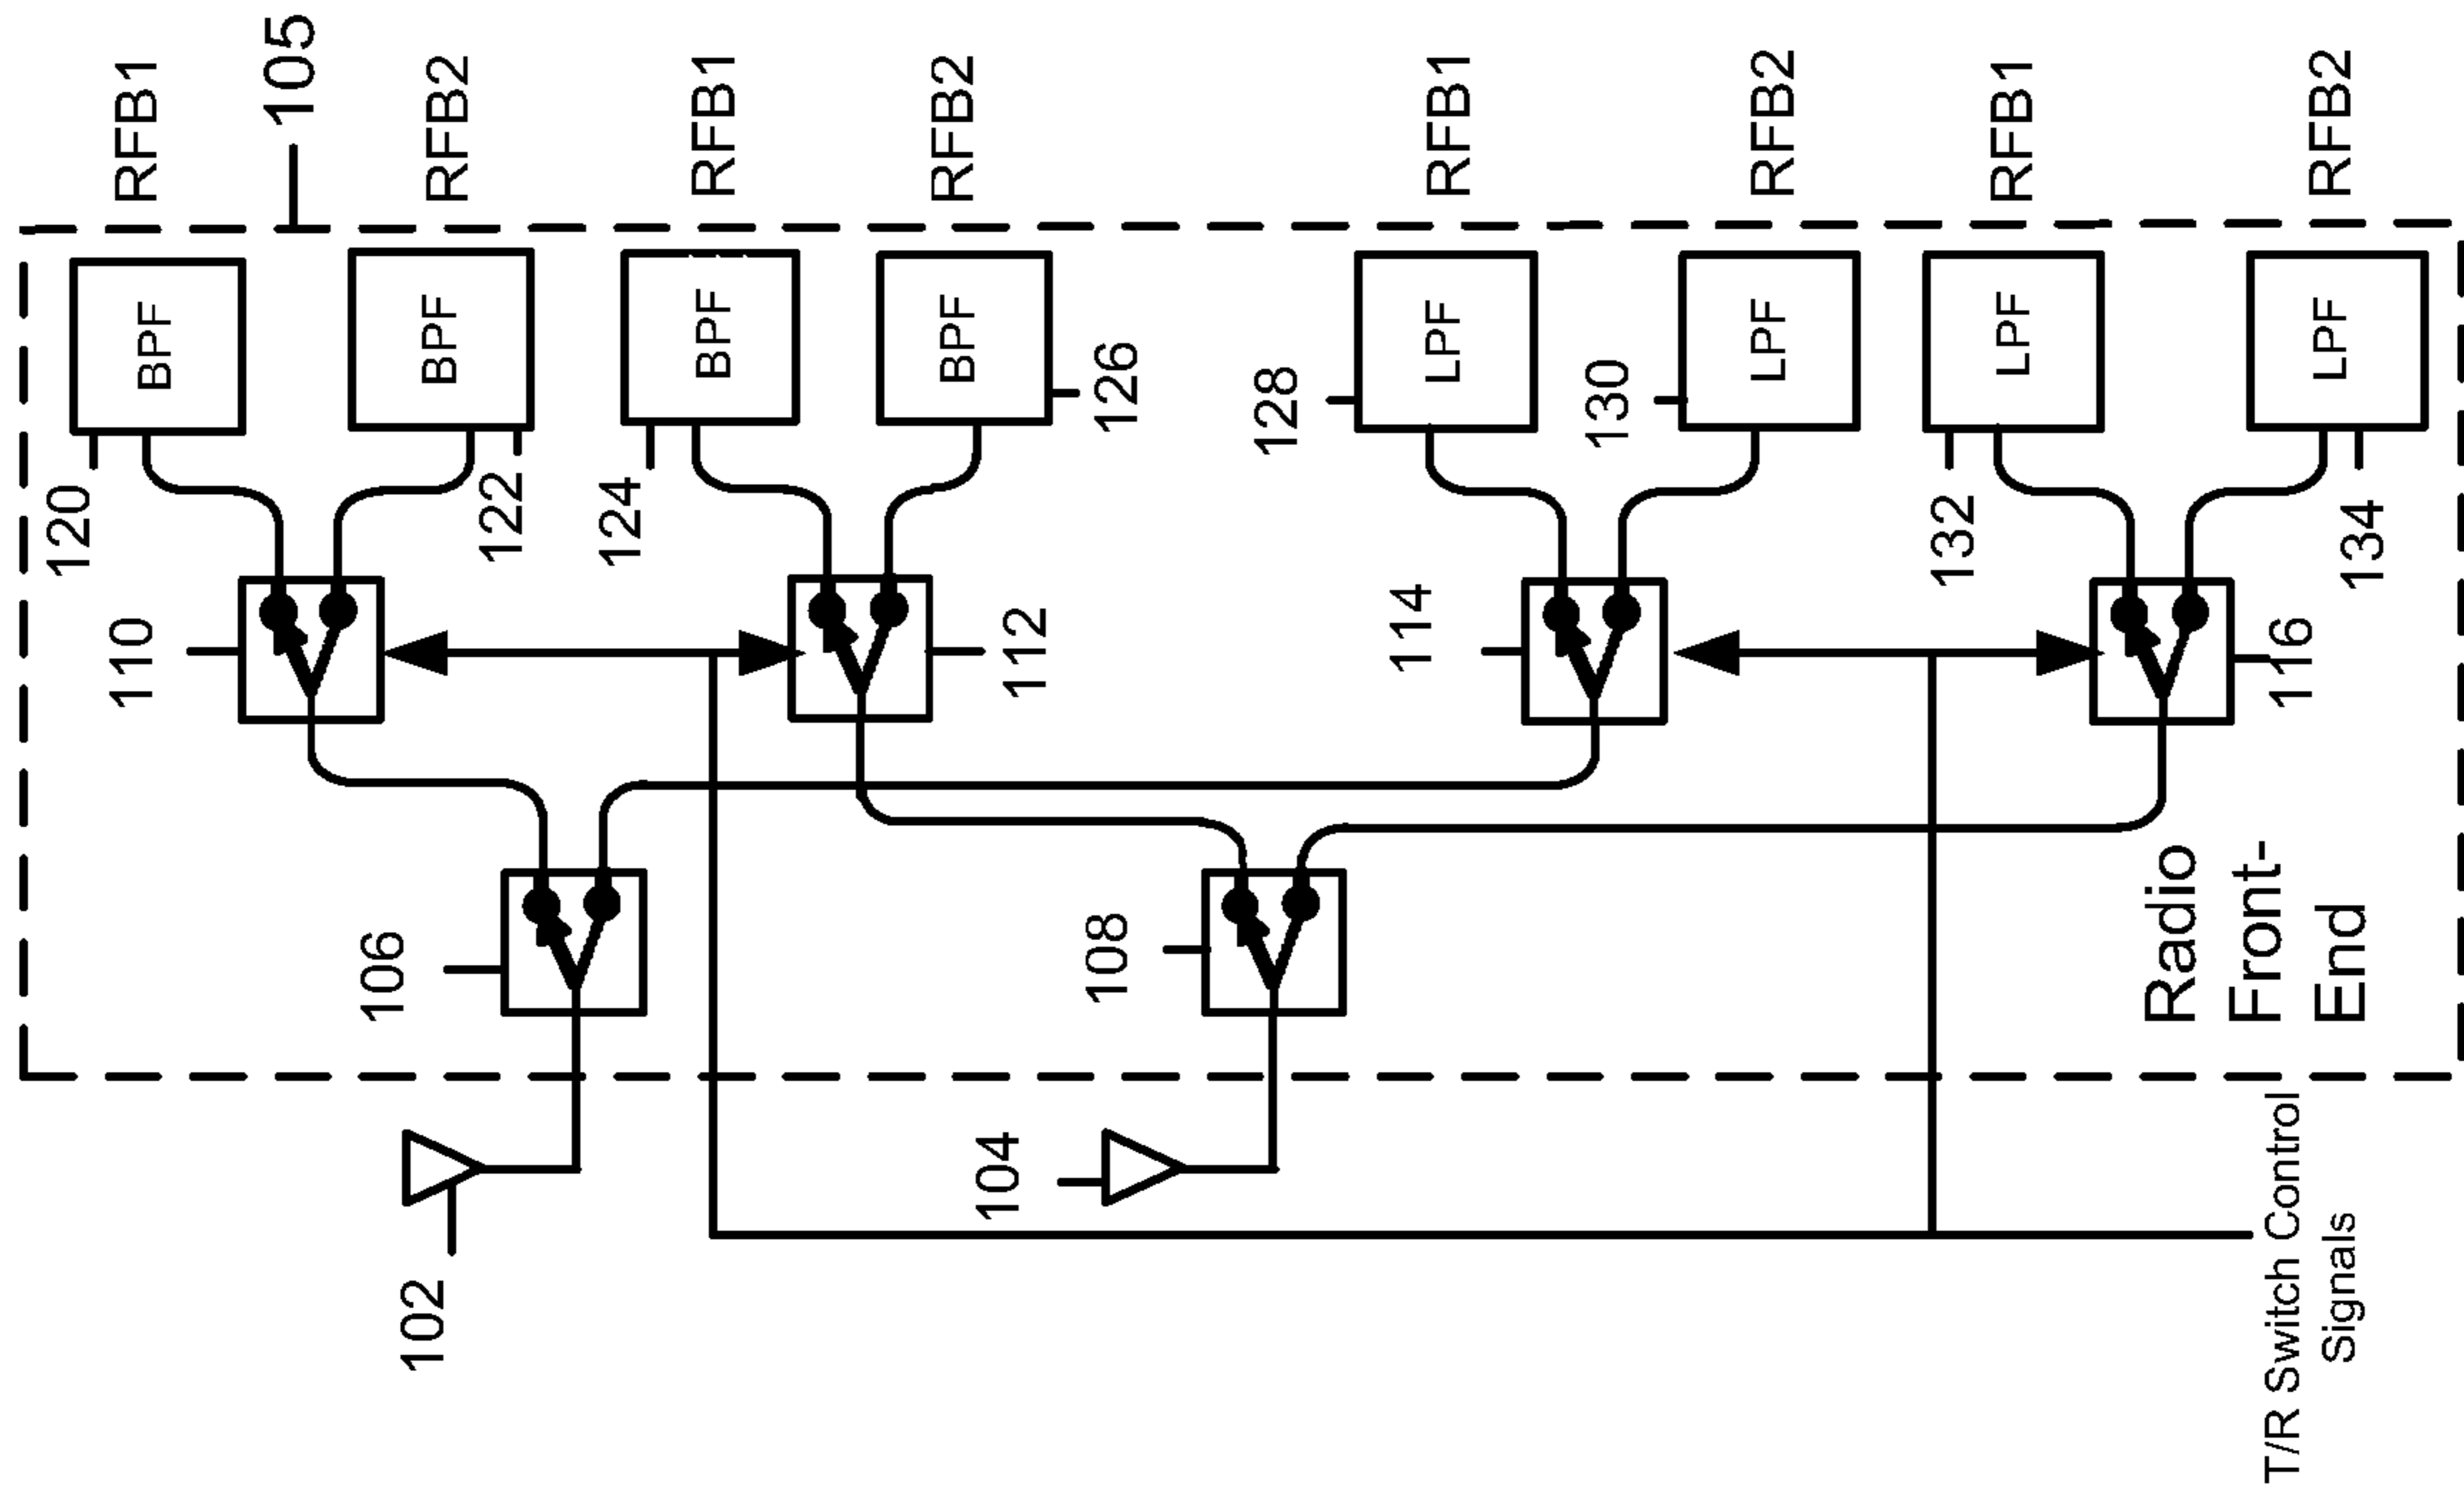 RFB1
105
RFB2
RFB1
RFB2
RFB1
RFB2
RFB1
RFB2
BPF
BPF
BPF
BPF
LPF
LPF
LPF
LPF
120
122
124
126
128
130
132
134
110
112
114
116
106
108
Radio
Front-
End
102
104
T/R Switch Control
Signals